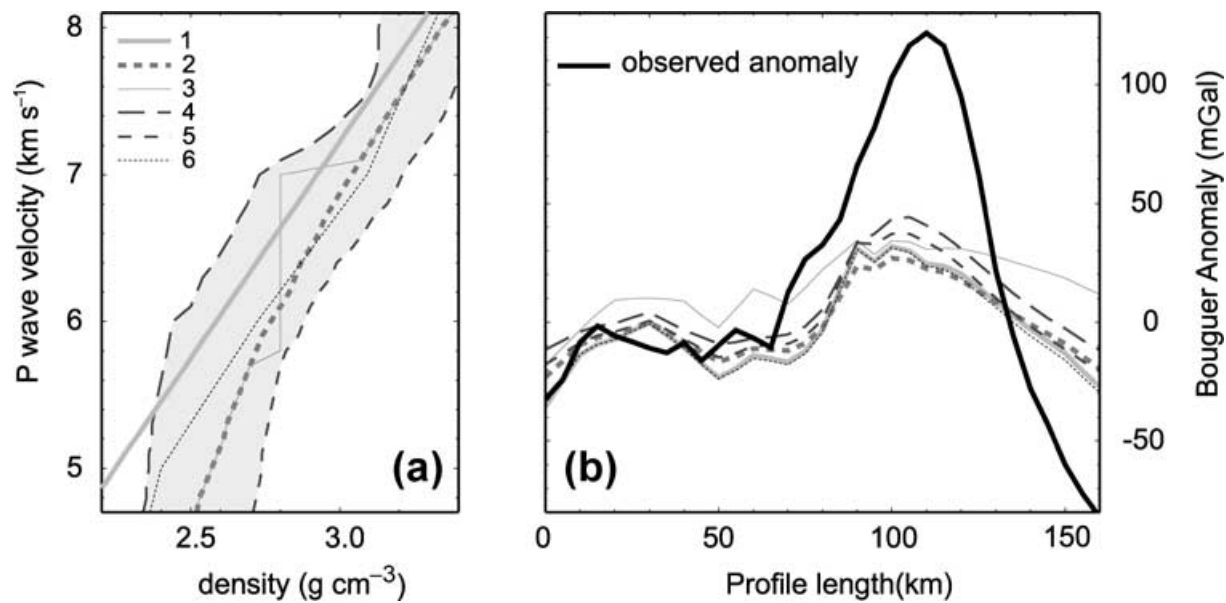 8
7
6
5
P wave velocity (km s⁻¹)
1
2
3
4
5
6
(a)
2.5 3.0
density (g cm⁻³)
observed anomaly
(b)
0 50 100 150
Profile length(km)
100
50
0
-50
Bouguer Anomaly (mGal)